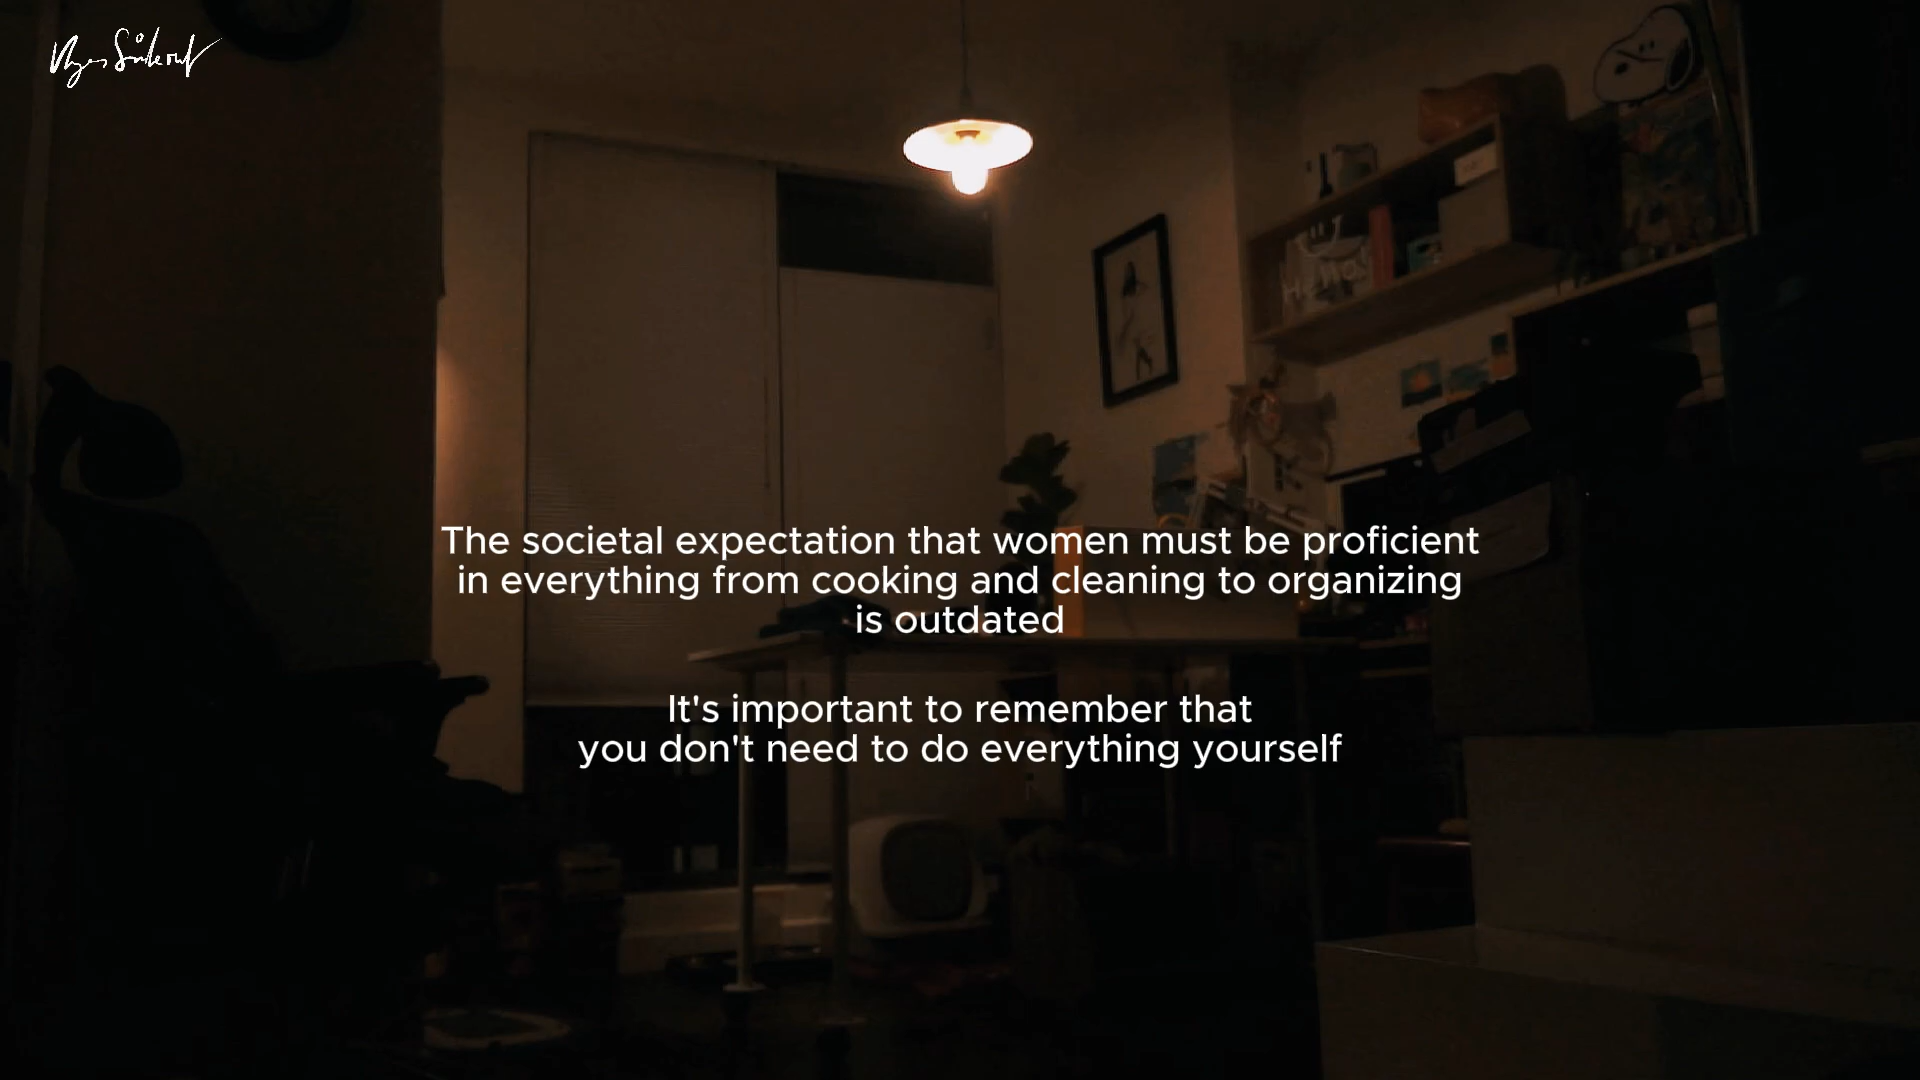 The societal expectation that women must be proficient
in everything from cooking and cleaning to organizing
is outdated
It's important to remember that
you don't need to do everything yourself
Hello!